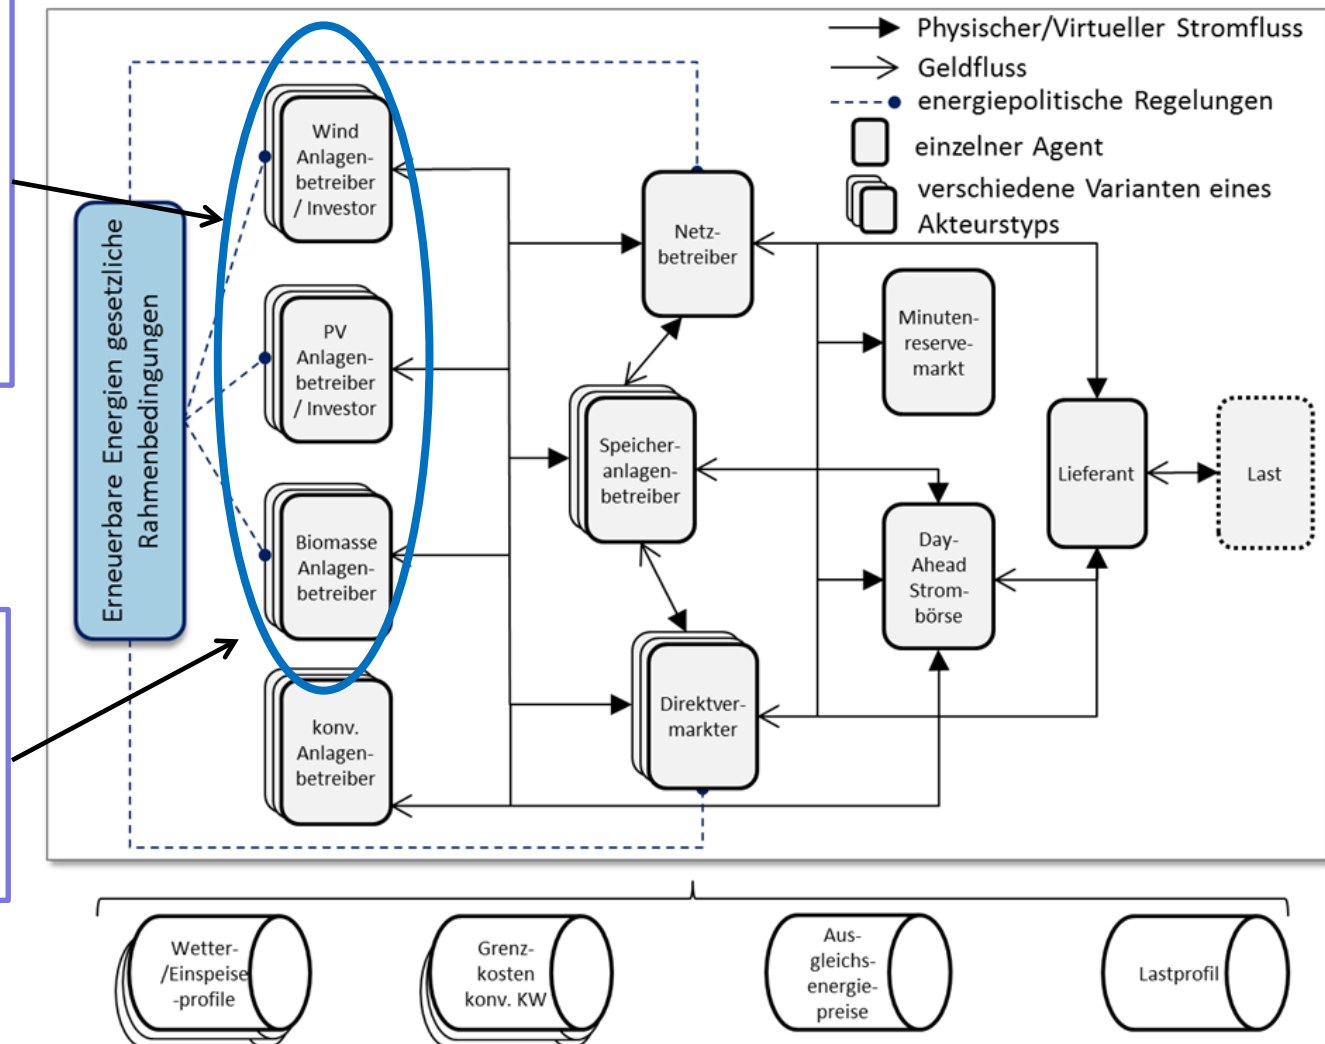 Physischer/Virtueller Stromfluss
Geldfluss
energiepolitische Regelungen
einzelner Agent
verschiedene Varianten eines
Akteurstyps
Erneuerbare Energien gesetzliche
Rahmenbedingungen
Wind
Anlagen-
betreiber
/ Investor
PV
Anlagen-
betreiber
/ Investor
Biomasse
Anlagen-
betreiber
konv.
Anlagen-
betreiber
Netz-
betreiber
Speicher-
anlagen-
betreiber
Direktver-
markter
Minuten-
reserve-
markt
Day-
Ahead
Strom-
börse
Lieferant
Last
Wetter-
/Einspeise
-profile
Grenz-
kosten
konv. KW
Aus-
gleichs-
energie-
preise
Lastprofil